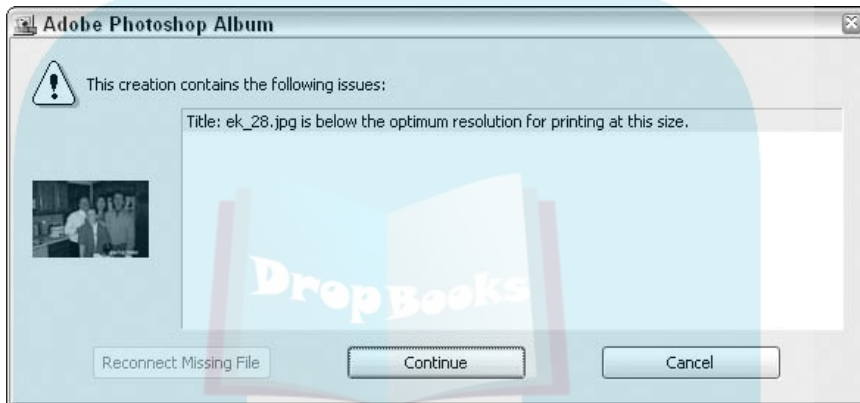 Adobe Photoshop Album
This creation contains the following issues:
Title: ek_28.jpg is below the optimum resolution for printing at this size.
DropBooks
Reconnect Missing File
Continue
Cancel